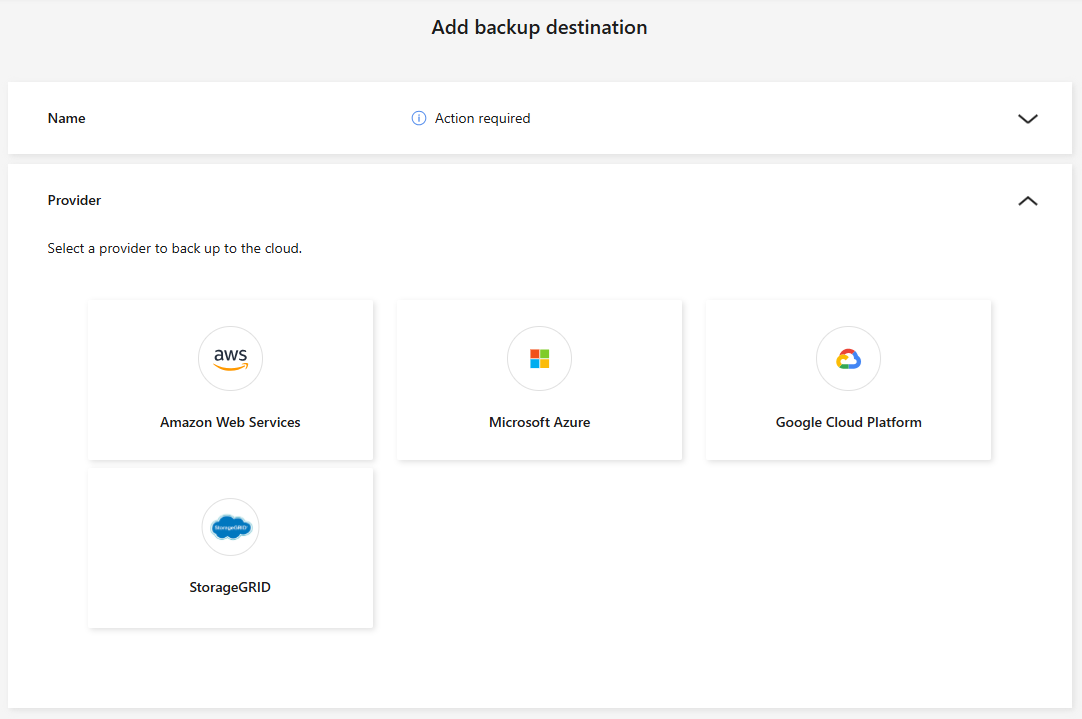 Add backup destination
Name
Action required
Provider
Select a provider to back up to the cloud.
aws
Amazon Web Services
Microsoft Azure
Google Cloud Platform
StorageGRID
StorageGRID